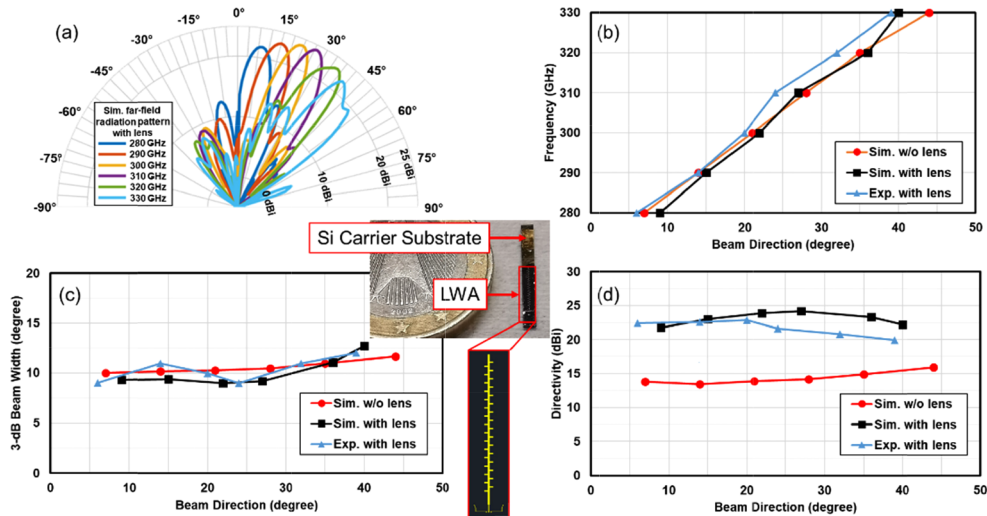 (a)
-90°
-75°
-60°
-45°
-30°
-15°
0°
15°
30°
45°
60°
75°
90°
0 dBi
10 dBi
20 dBi
25 dBi
Sim. far-field
radiation pattern
with lens
280 GHz
290 GHz
300 GHz
310 GHz
320 GHz
330 GHz
(b)
Frequency (GHz)
330
320
310
300
290
280
0 10 20 30 40 50
Beam Direction (degree)
Sim. w/o lens
Sim. with lens
Exp. with lens
Si Carrier Substrate
LWA
2002
(c)
3-dB Beam Width (degree)
20
15
10
5
0
0 10 20 30 40 50
Beam Direction (degree)
Sim. w/o lens
Sim. with lens
Exp. with lens
(d)
Directivity (dBi)
30
25
20
15
10
5
0
0 10 20 30 40 50
Beam Direction (degree)
Sim. w/o lens
Sim. with lens
Exp. with lens